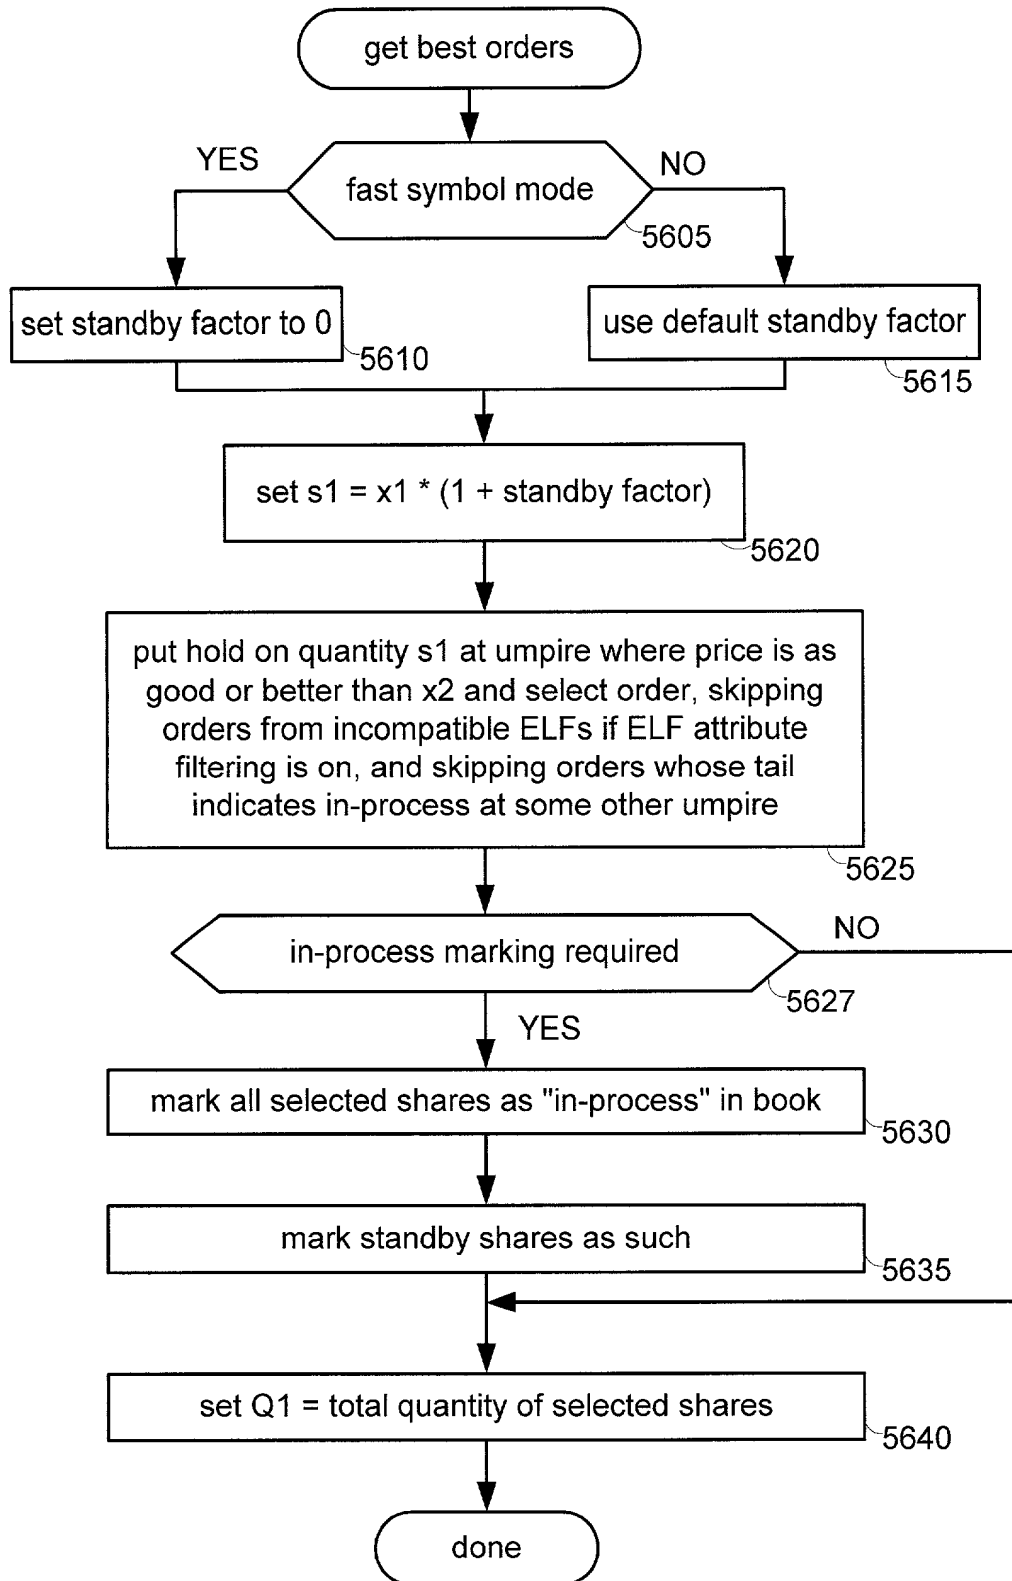 get best orders
YES
NO
fast symbol mode
5605
set standby factor to 0
use default standby factor
5610
5615
set s1 = x1 * (1 + standby factor)
5620
put hold on quantity s1 at umpire where price is as
good or better than x2 and select order, skipping
orders from incompatible ELFs if ELF attribute
filtering is on, and skipping orders whose tail
indicates in-process at some other umpire
5625
NO
in-process marking required
5627
YES
mark all selected shares as "in-process" in book
5630
mark standby shares as such
5635
set Q1 = total quantity of selected shares
5640
done